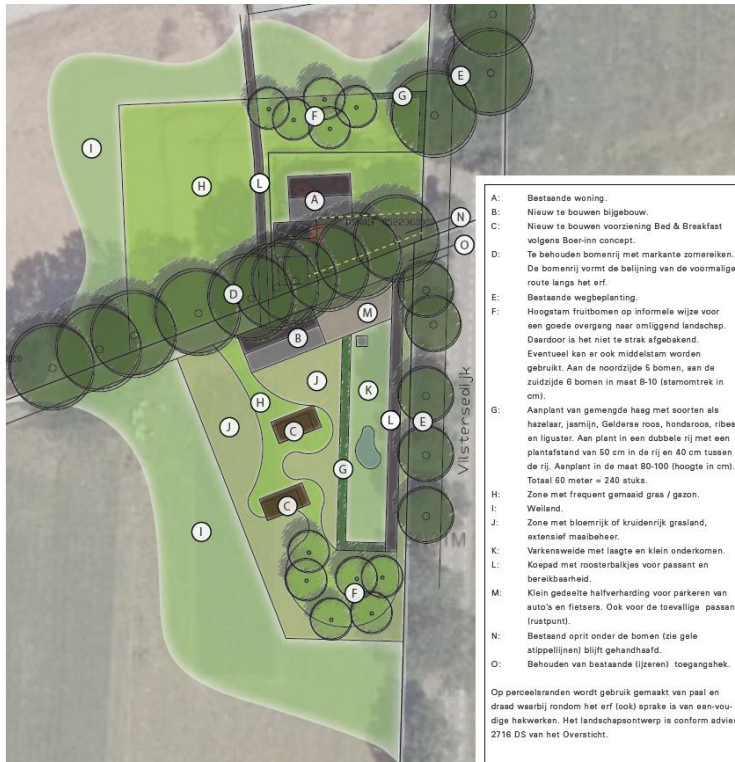 E
G
F
I
H
L
A
N
O
D
M
B
J
H
K
J
L
E
C
G
C
I
F
Vilstersedijk
A: Bestaande woning.
B: Nieuw te bouwen bijgebouw.
C: Nieuw te bouwen voorziening Bed & Breakfast
volgens Boer-inn concept.
D: Te behouden bomenrij met markante zomereiken.
De bomenrij vormt de belijning van de voormalige
route langs het erf.
E: Bestaande wegbeplanting.
F: Hoogstam fruitbomen op informele wijze voor
een goede overgang naar omliggend landschap.
Daardoor is het niet te strak afgebakend.
Eventueel kan er ook middelstam worden
gebruikt. Aan de noordzijde 5 bomen, aan de
zuidzijde 6 bomen in maat 8-10 (stamomtrek in
cm).
G: Aanplant van gemengde haag met soorten als
hazelaar, jasmijn, Gelderse roos, hondsroos, ribes
en liguster. Aan plant in een dubbele rij met een
plantafstand van 50 cm in de rij en 40 cm tussen
de rij. Aanplant in de maat 80-100 (hoogte in cm).
Totaal 60 meter = 240 stuks.
H: Zone met frequent gemaaid gras / gazon.
I: Weiland.
J: Zone met bloemrijk of kruidenrijk grasland,
extensief maaibeheer.
K: Varkensweide met laagte en klein onderkomen.
L: Koepad met roosterbalkjes voor passant en
bereikbaarheid.
M: Klein gedeelte halfverharding voor parkeren van
auto's en fietsers. Ook voor de toevallige passan
(rustpunt).
N: Bestaand oprit onder de bomen (zie gele
stippellijnen) blijft gehandhaafd.
O: Behouden van bestaande (ijzeren) toegangshek.
Op perceelsranden wordt gebruik gemaakt van paal en
draad waarbij rondom het erf (ook) sprake is van een-vou-
dige hekwerken. Het landschapsontwerp is conform advies
2716 DS van het Oversticht.